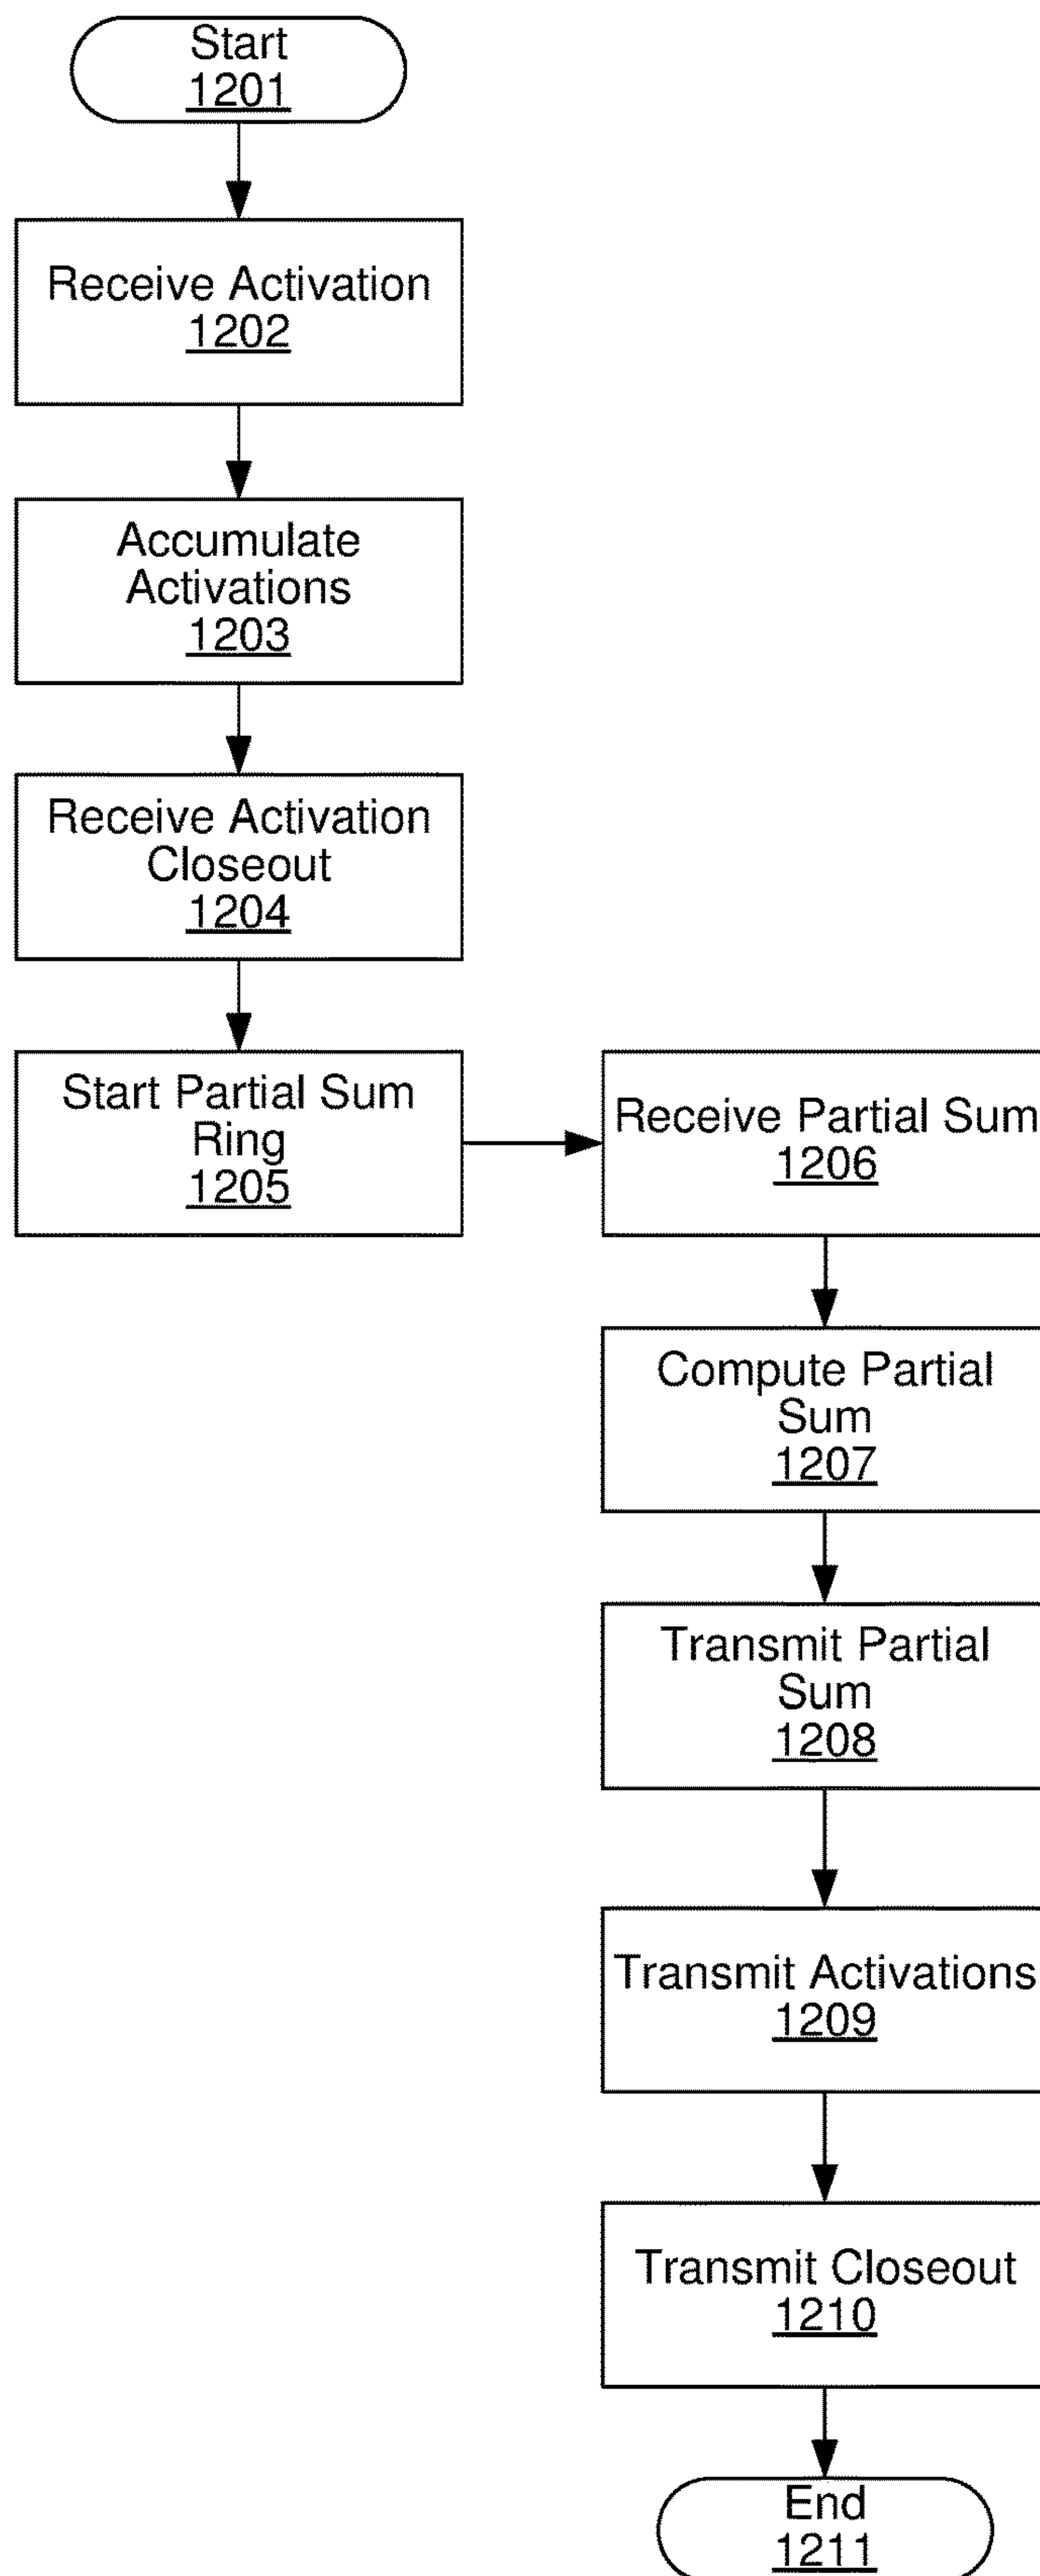 Start
1201
Receive Activation
1202
Accumulate
Activations
1203
Receive Activation
Closeout
1204
Start Partial Sum
Ring
1205
Receive Partial Sum
1206
Compute Partial
Sum
1207
Transmit Partial
Sum
1208
Transmit Activations
1209
Transmit Closeout
1210
End
1211